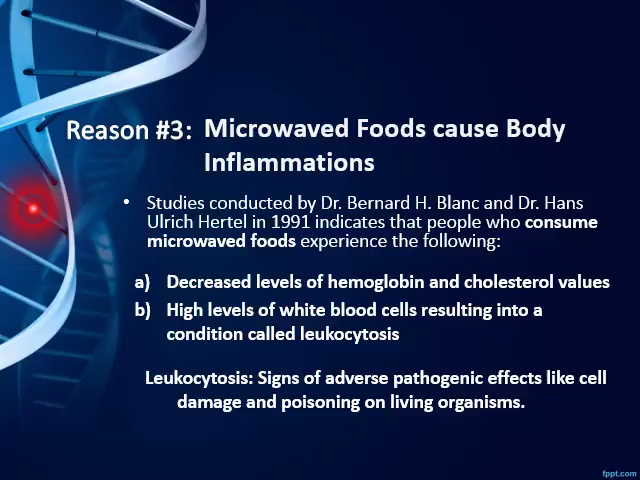 Reason #3: Microwaved Foods cause Body
Inflammations
• Studies conducted by Dr. Bernard H. Blanc and Dr. Hans
Ulrich Hertel in 1991 indicates that people who consume
microwaved foods experience the following:
a) Decreased levels of hemoglobin and cholesterol values
b) High levels of white blood cells resulting into a
condition called leukocytosis
Leukocytosis: Signs of adverse pathogenic effects like cell
damage and poisoning on living organisms.
fppt.com